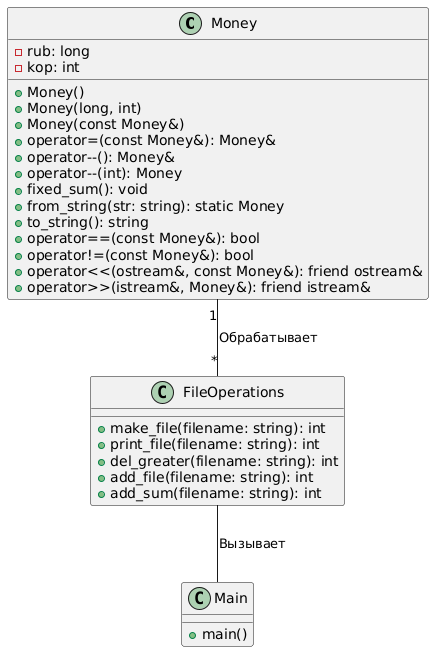 C Money
rub: long
kop: int
Money()
Money(long, int)
Money(const Money&)
operator=(const Money&): Money&
operator--(): Money&
operator--(int): Money
fixed_sum(): void
from_string(str: string): static Money
to_string(): string
operator==(const Money&): bool
operator!=(const Money&): bool
operator<<(ostream&, const Money&): friend ostream&
operator>>(istream&, Money&): friend istream&
1
Обрабатывает
*
C FileOperations
make_file(filename: string): int
print_file(filename: string): int
del_greater(filename: string): int
add_file(filename: string): int
add_sum(filename: string): int
Вызывает
C Main
main()